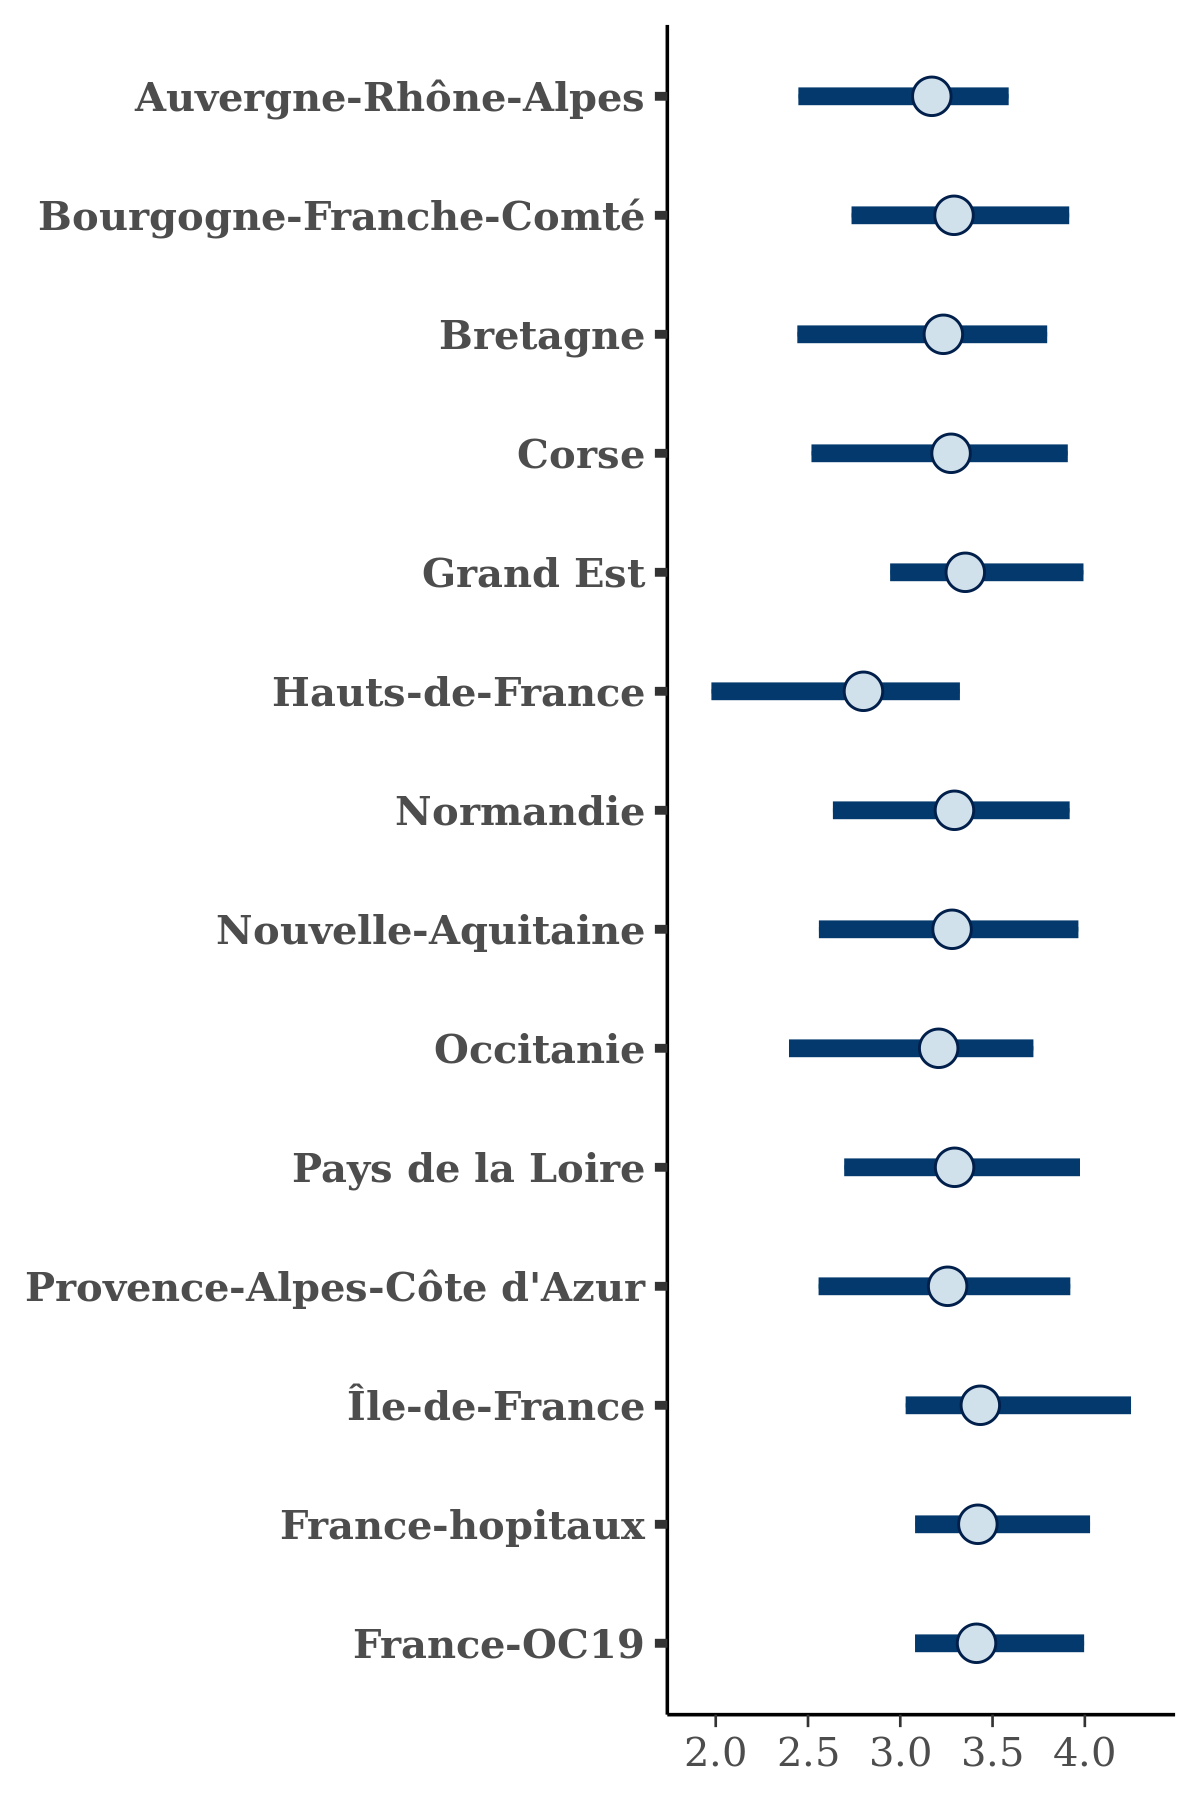 Auvergne-Rhône-Alpes
Bourgogne-Franche-Comté
Bretagne
Corse
Grand Est
Hauts-de-France
Normandie
Nouvelle-Aquitaine
Occitanie
Pays de la Loire
Provence-Alpes-Côte d'Azur
Île-de-France
France-hopitaux
France-OC19
2.0 2.5 3.0 3.5 4.0